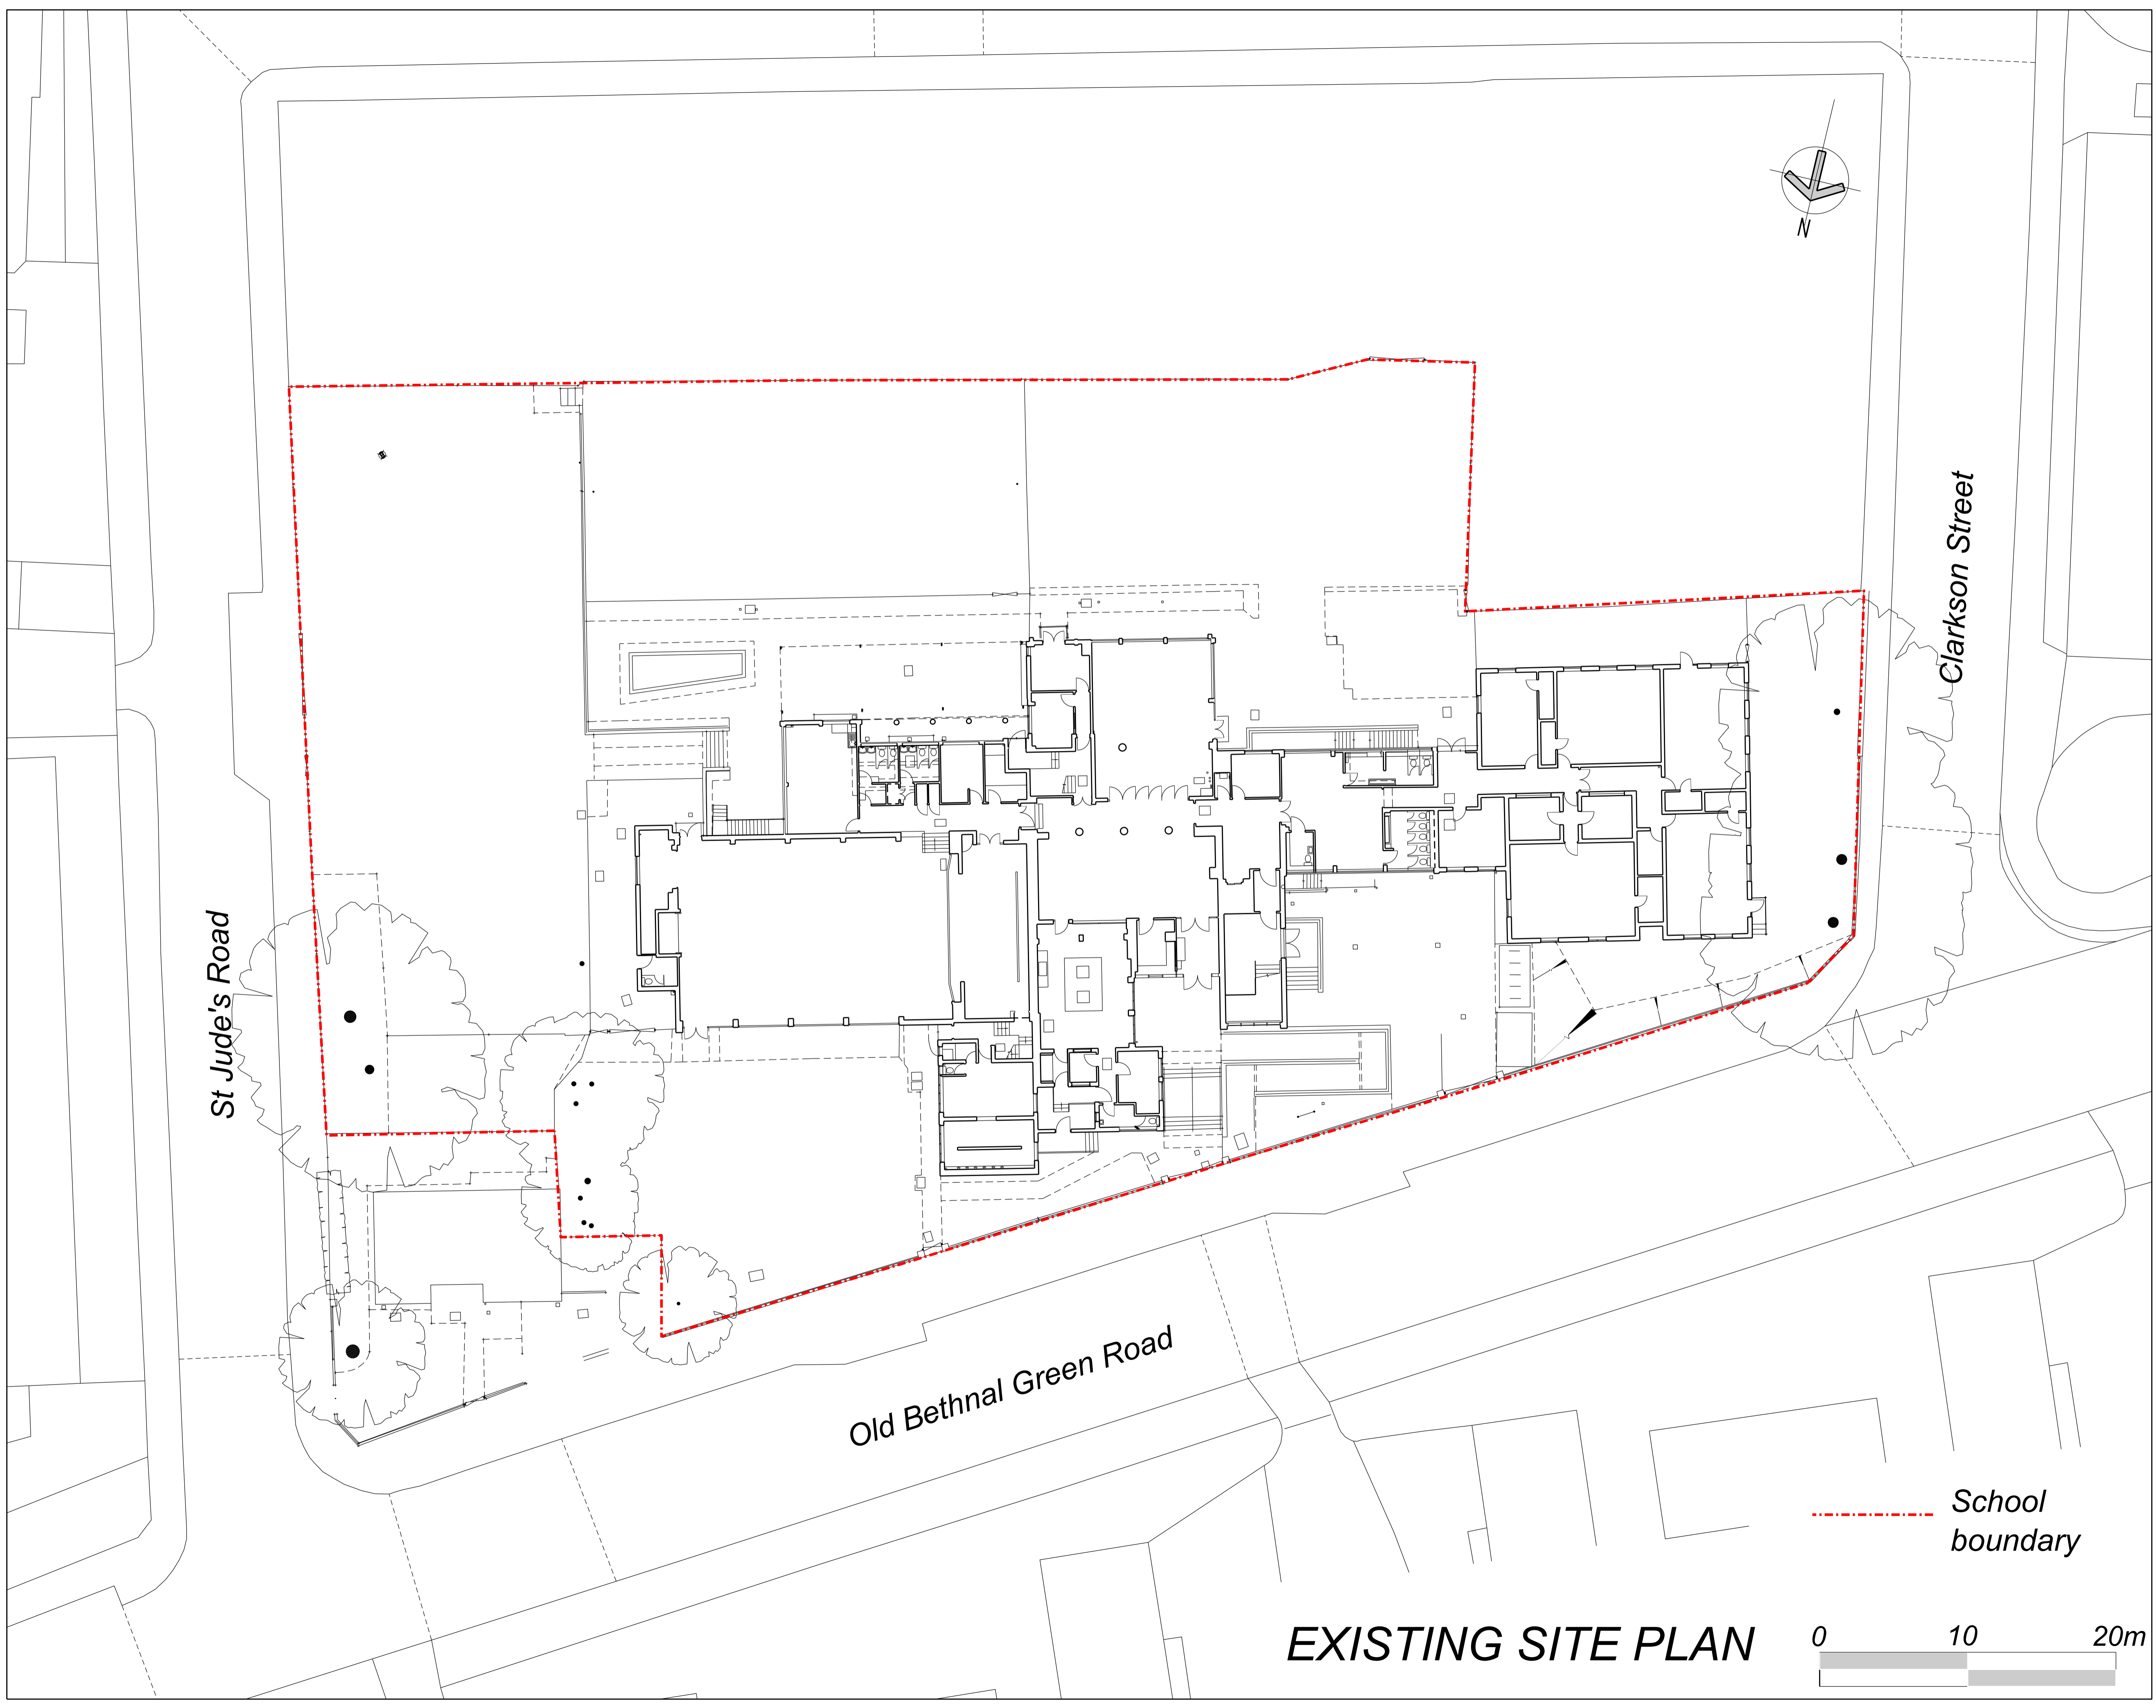 N
Clarkson Street
St Jude's Road
Old Bethnal Green Road
School
boundary
EXISTING SITE PLAN
0 10 20m